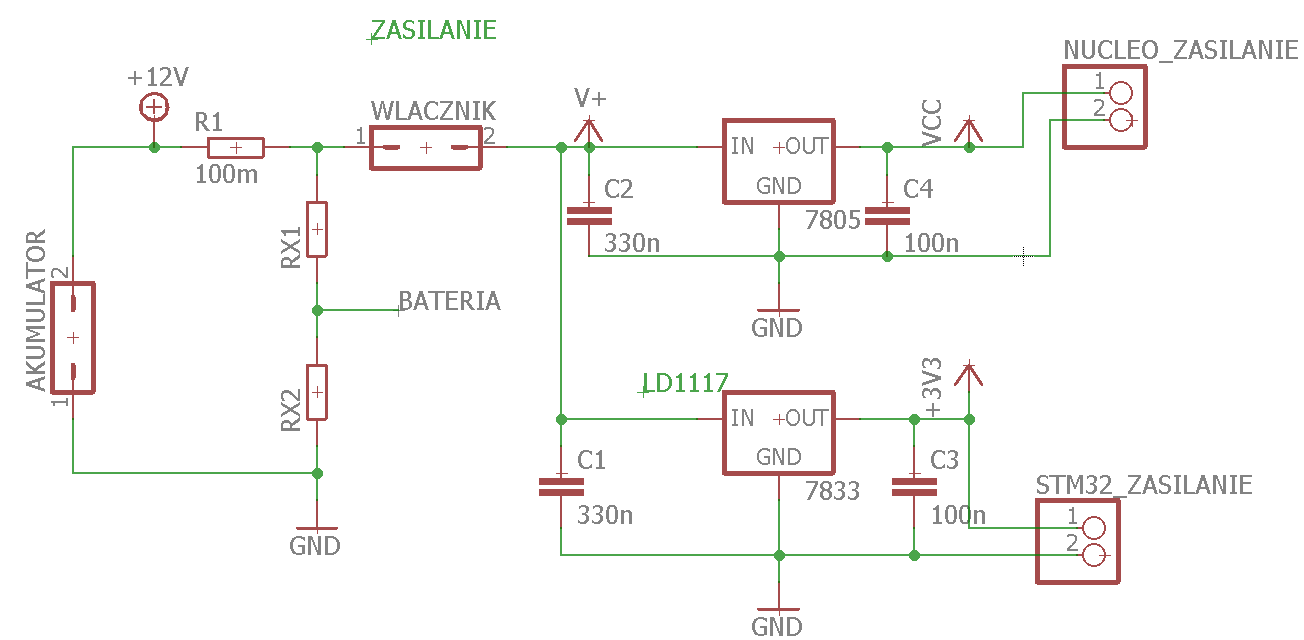 ZASILANIE
NUCLEO_ZASILANIE
+12V
V+
VCC
1
2
R1
WLACZNIK
1
2
100m
IN
OUT
GND
7805
C2
330n
C4
100n
RX1
AKUMULATOR
2
1
BATERIA
GND
LD1117
+3V3
RX2
IN
OUT
GND
7833
C1
330n
C3
100n
STM32_ZASILANIE
1
2
GND
GND